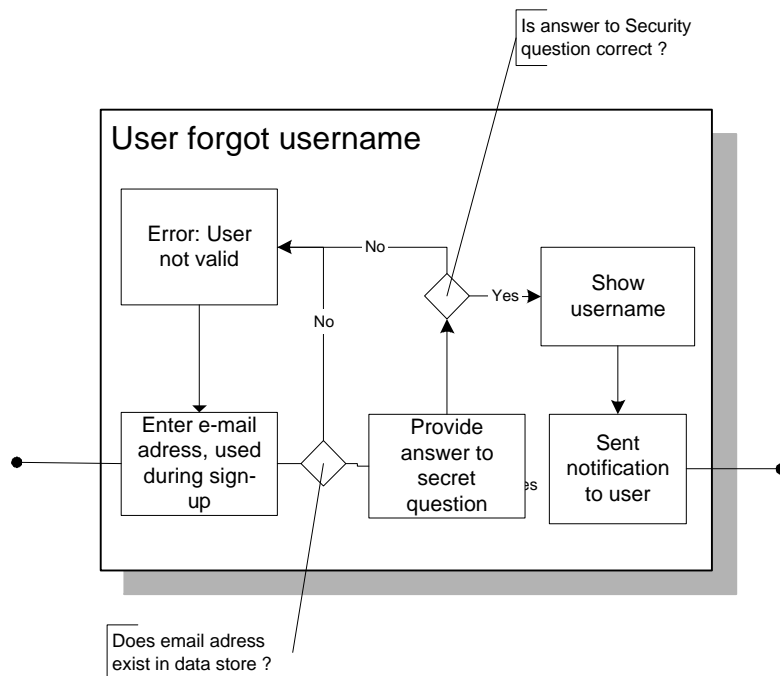 Is answer to Security
question correct ?
User forgot username
Error: User
not valid
No
Yes
Show
username
No
Enter e-mail
adress, used
during sign-
up
Provide
answer to
secret
question
es
Sent
notification
to user
Does email adress
exist in data store ?